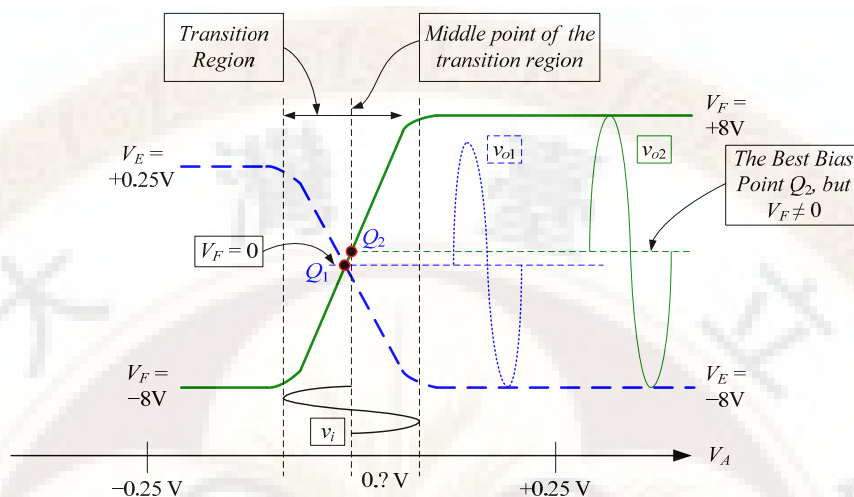 Transition
Region
Middle point of the
transition region
V_F =
+8V
V_E =
+0.25V
v_o1
v_o2
The Best Bias
Point Q_2, but
V_F ≠ 0
V_F = 0
Q_2
Q_1
V_F =
−8V
V_E =
−8V
v_i
V_A
−0.25 V
0.? V
+0.25 V